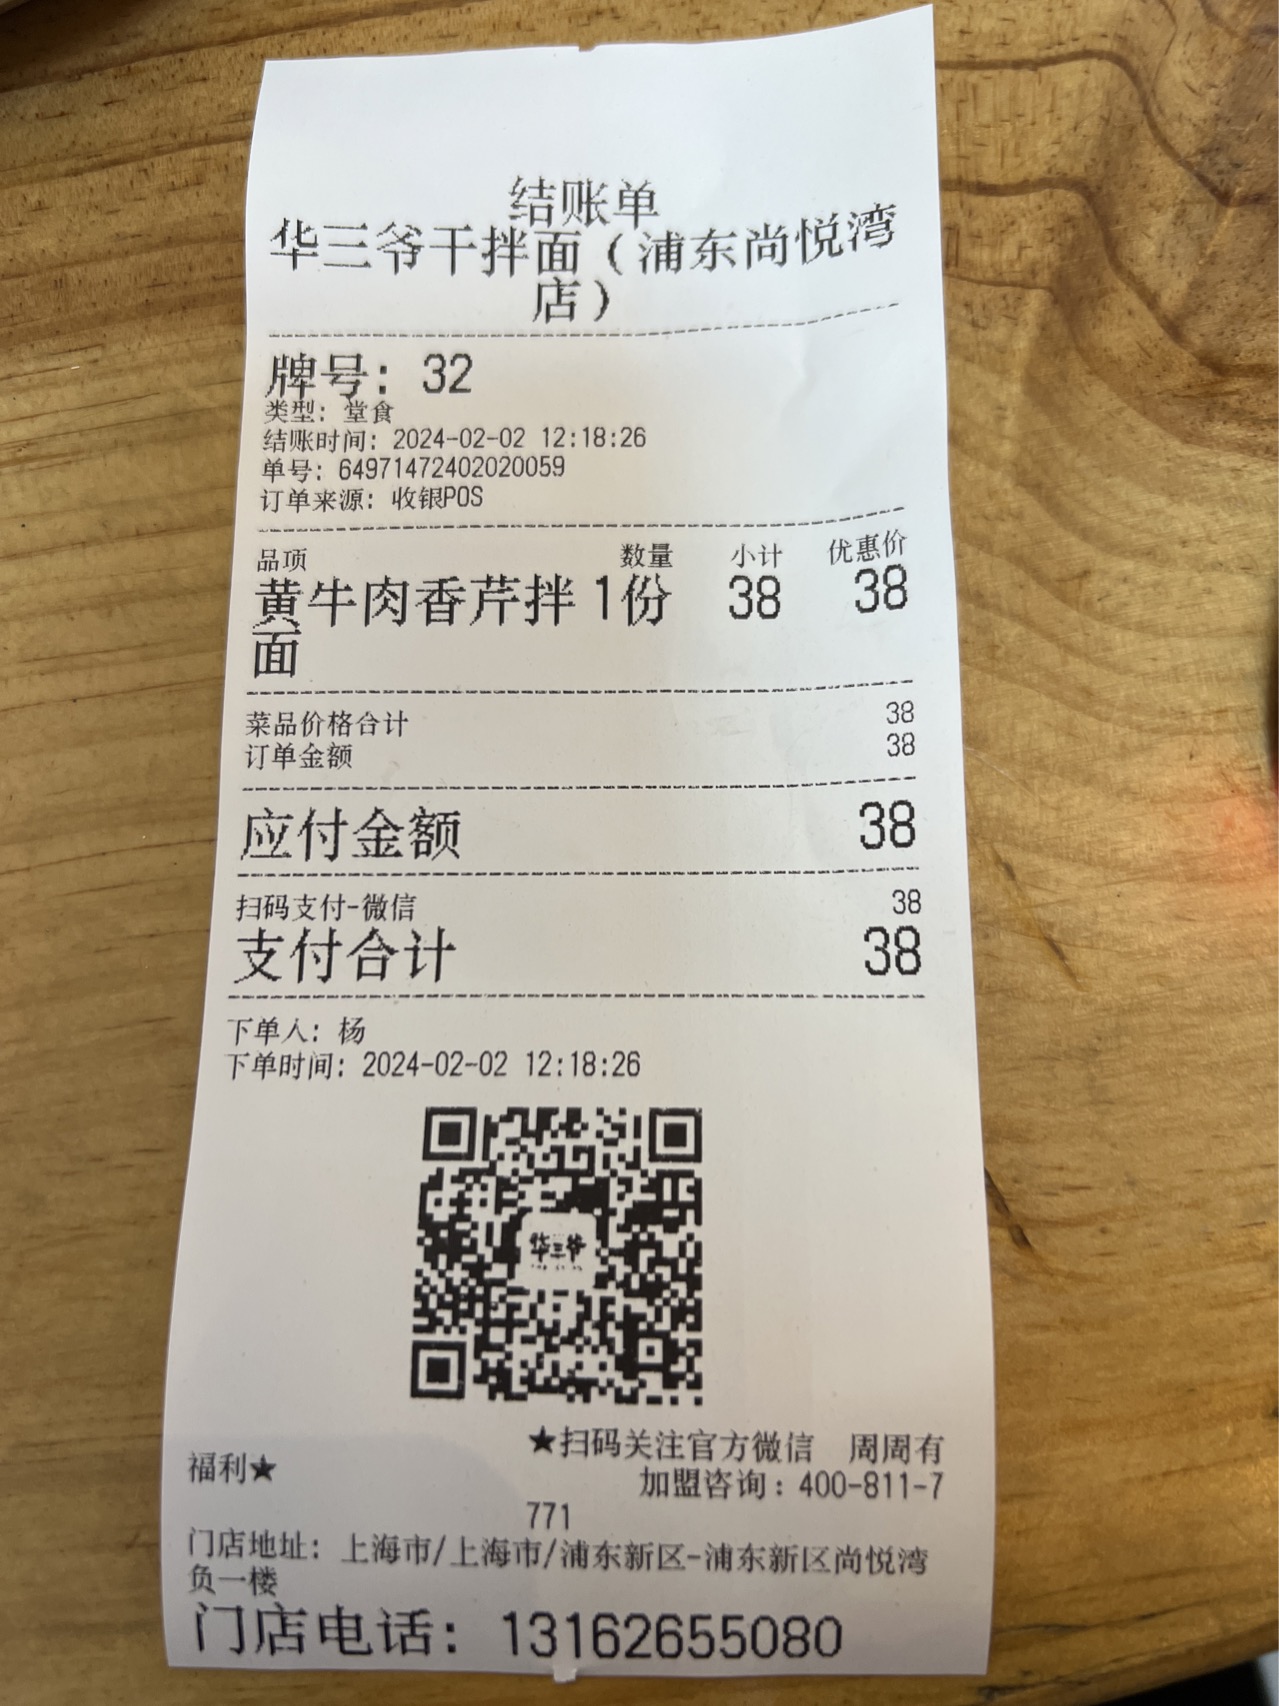 结账单
华三爷干拌面（浦东尚悦湾
店）
牌号: 32
类型: 堂食
结账时间: 2024-02-02 12:18:26
单号: 64971472402020059
订单来源: 收银POS
品项 数量 小计 优惠价
黄牛肉香芹拌 1份 38 38
面
菜品价格合计 38
订单金额 38
应付金额 38
扫码支付-微信 38
支付合计 38
下单人: 杨
下单时间: 2024-02-02 12:18:26
华三爷
★扫码关注官方微信 周周有
福利★
加盟咨询：400-811-7
771
门店地址: 上海市/上海市/浦东新区-浦东新区尚悦湾
负一楼
门店电话: 13162655080